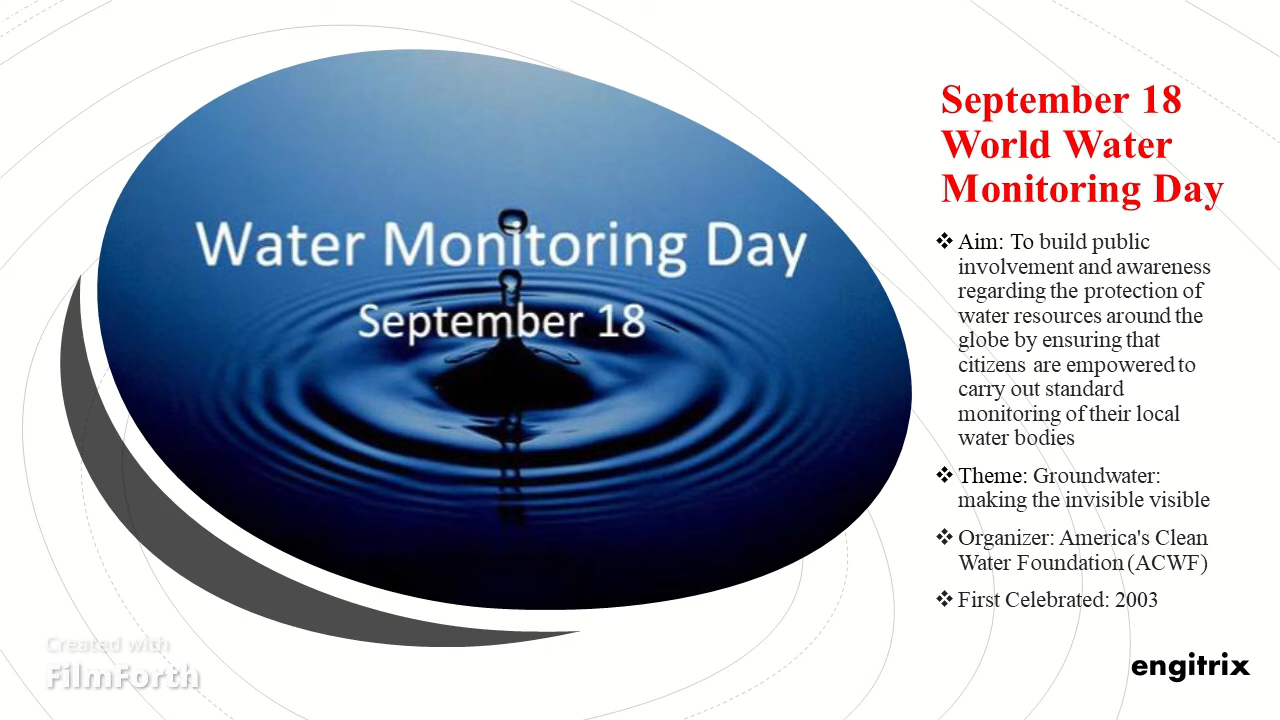 Water Monitoring Day
September 18
September 18
World Water
Monitoring Day
❖ Aim: To build public
involvement and awareness
regarding the protection of
water resources around the
globe by ensuring that
citizens are empowered to
carry out standard
monitoring of their local
water bodies
❖ Theme: Groundwater:
making the invisible visible
❖ Organizer: America's Clean
Water Foundation (ACWF)
❖ First Celebrated: 2003
Created with
FilmForth
engitrix